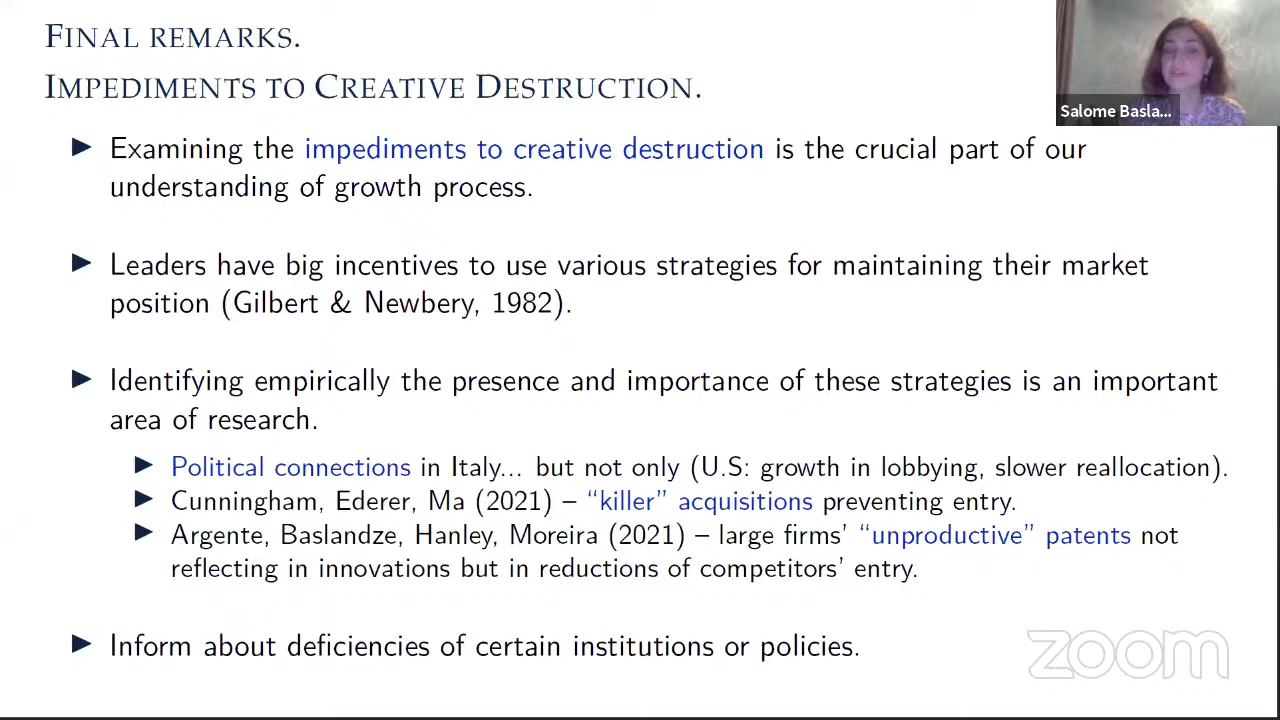 FINAL REMARKS.
IMPEDIMENTS TO CREATIVE DESTRUCTION.
Salome Basla...
▶ Examining the impediments to creative destruction is the crucial part of our
understanding of growth process.
▶ Leaders have big incentives to use various strategies for maintaining their market
position (Gilbert & Newbery, 1982).
▶ Identifying empirically the presence and importance of these strategies is an important
area of research.
▶ Political connections in Italy... but not only (U.S: growth in lobbying, slower reallocation).
▶ Cunningham, Ederer, Ma (2021) – “killer” acquisitions preventing entry.
▶ Argente, Baslandze, Hanley, Moreira (2021) – large firms’ “unproductive” patents not
reflecting in innovations but in reductions of competitors’ entry.
▶ Inform about deficiencies of certain institutions or policies.
zoom